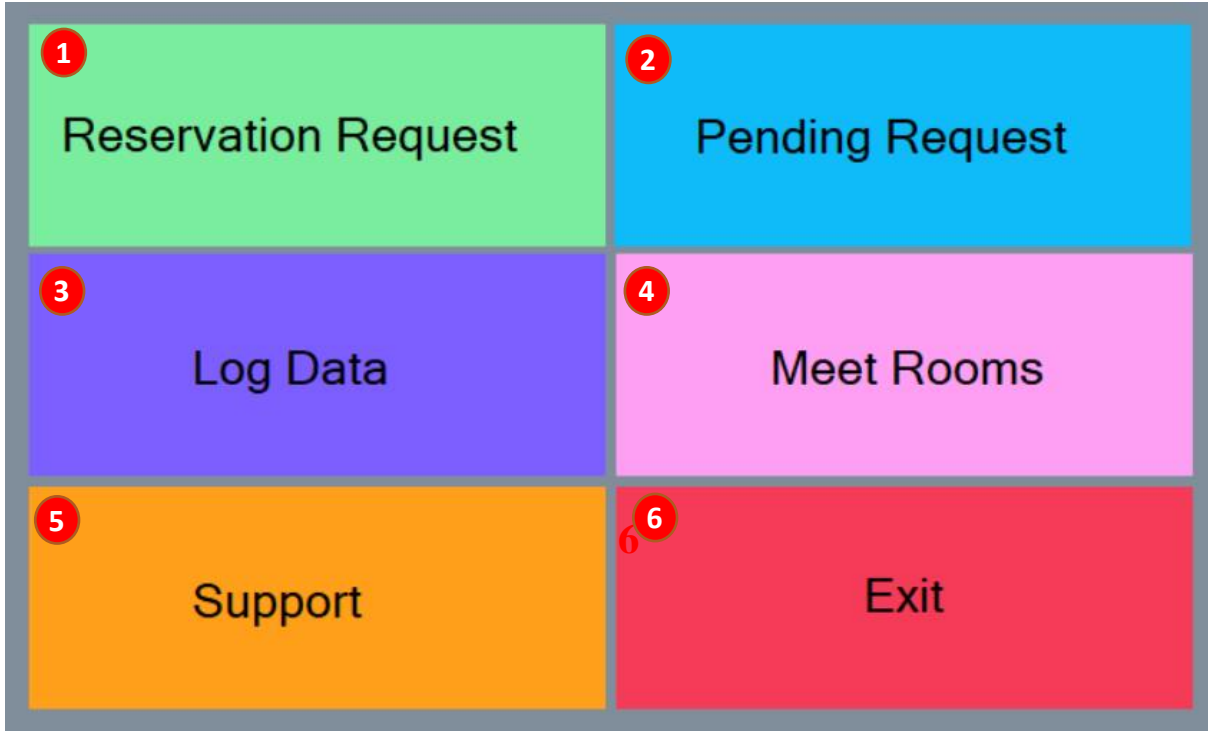 1
Reservation Request
2
Pending Request
3
Log Data
4
Meet Rooms
5
Support
6
6
Exit